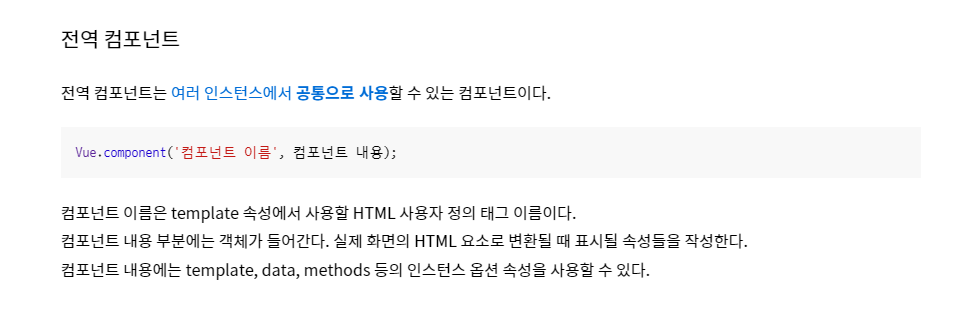 전역 컴포넌트
전역 컴포넌트는 여러 인스턴스에서 공통으로 사용할 수 있는 컴포넌트이다.
Vue.component('컴포넌트 이름', 컴포넌트 내용);
컴포넌트 이름은 template 속성에서 사용할 HTML 사용자 정의 태그 이름이다.
컴포넌트 내용 부분에는 객체가 들어간다. 실제 화면의 HTML 요소로 변환될 때 표시될 속성들을 작성한다.
컴포넌트 내용에는 template, data, methods 등의 인스턴스 옵션 속성을 사용할 수 있다.